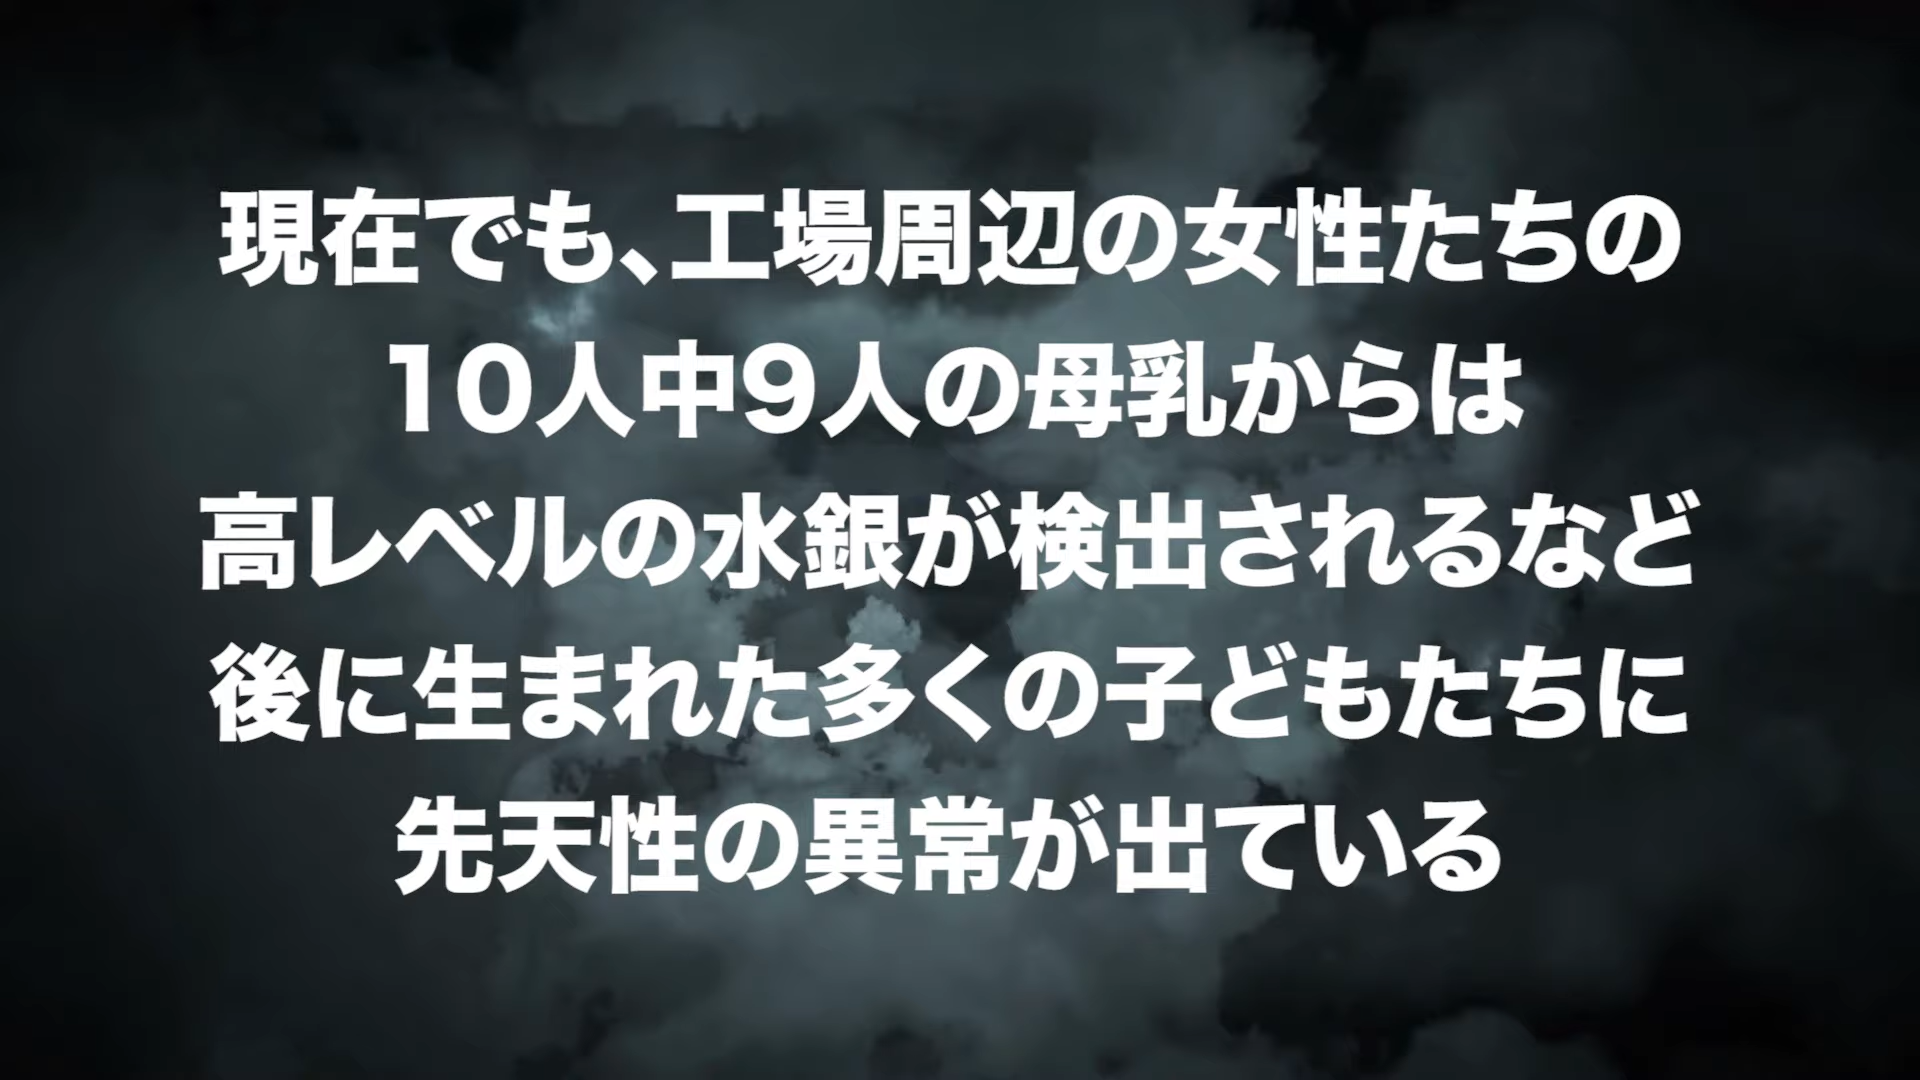 現在でも、工場周辺の女性たちの
10人中9人の母乳からは
高レベルの水銀が検出されるなど
後に生まれた多くの子どもたちに
先天性の異常が出ている